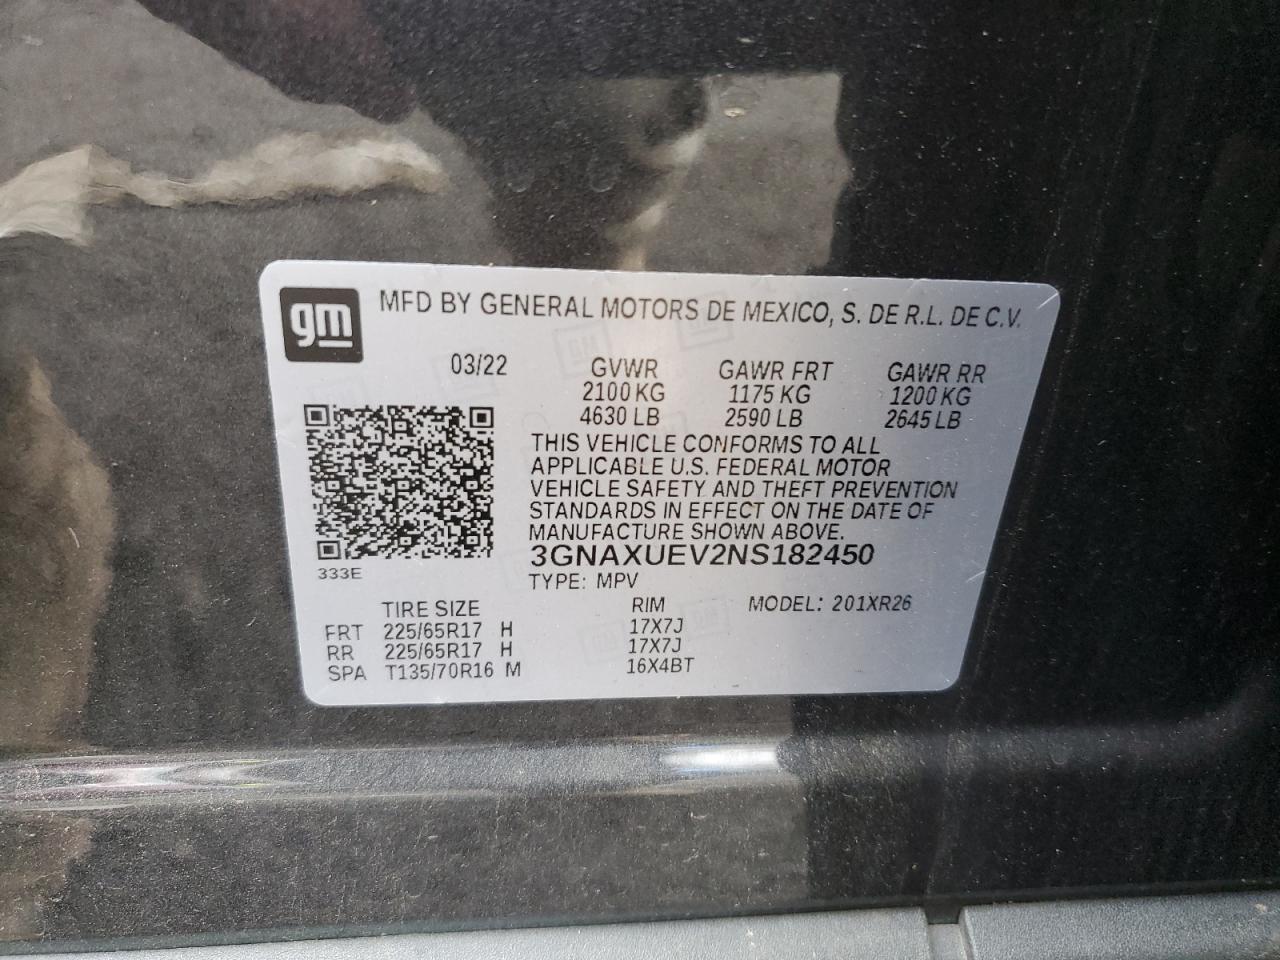 gm
MFD BY GENERAL MOTORS DE MEXICO, S. DE R.L. DE C.V.
03/22 GVWR GAWR FRT GAWR RR
2100 KG 1175 KG 1200 KG
4630 LB 2590 LB 2645 LB
THIS VEHICLE CONFORMS TO ALL
APPLICABLE U.S. FEDERAL MOTOR
VEHICLE SAFETY AND THEFT PREVENTION
STANDARDS IN EFFECT ON THE DATE OF
MANUFACTURE SHOWN ABOVE.
3GNAXUEV2NS182450
333E
TYPE: MPV
TIRE SIZE RIM MODEL: 201XR26
FRT 225/65R17 H 17X7J
RR 225/65R17 H 17X7J
SPA T135/70R16 M 16X4BT